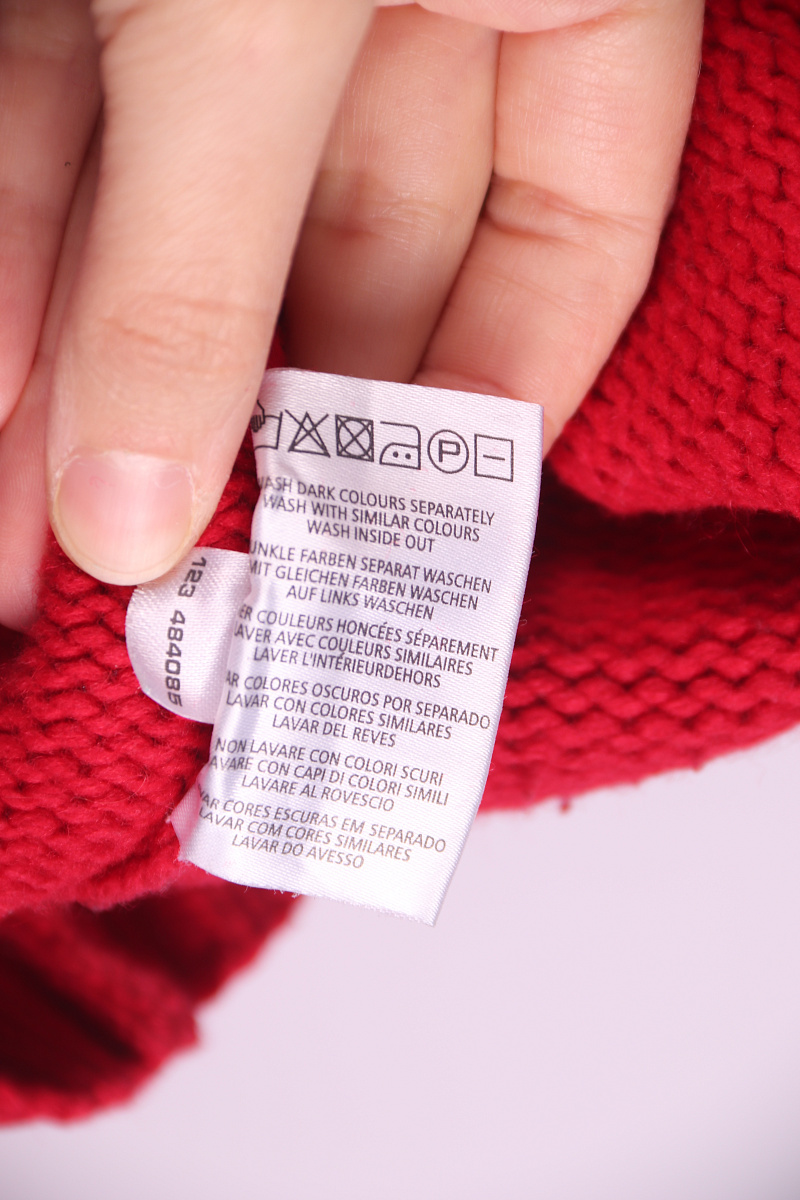 P
WASH DARK COLOURS SEPARATELY
WASH WITH SIMILAR COLOURS
WASH INSIDE OUT
UNKLE FARBEN SEPARAT WASCHEN
MIT GLEICHEN FARBEN WASCHEN
AUF LINKS WASCHEN
ER COULEURS HONCÉES SÉPAREMENT
AVER AVEC COULEURS SIMILAIRES
LAVER L'INTÉRIEURDEHORS
AR COLORES OSCUROS POR SEPARADO
LAVAR CON COLORES SIMILARES
LAVAR DEL REVES
NON LAVARE CON COLORI SCURI
AVARE CON CAPI DI COLORI SIMILI
LAVARE AL ROVESCIO
VAR CORES ESCURAS EM SEPARADO
LAVAR COM CORES SIMILARES
LAVAR DO AVESSO
123 484085